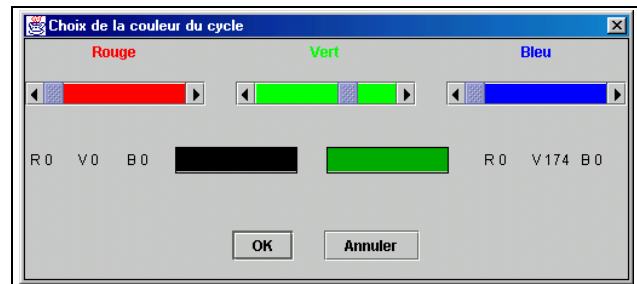 Choix de la couleur du cycle
Rouge Vert Bleu
R 0 V 0 B 0 R 0 V 174 B 0
OK Annuler